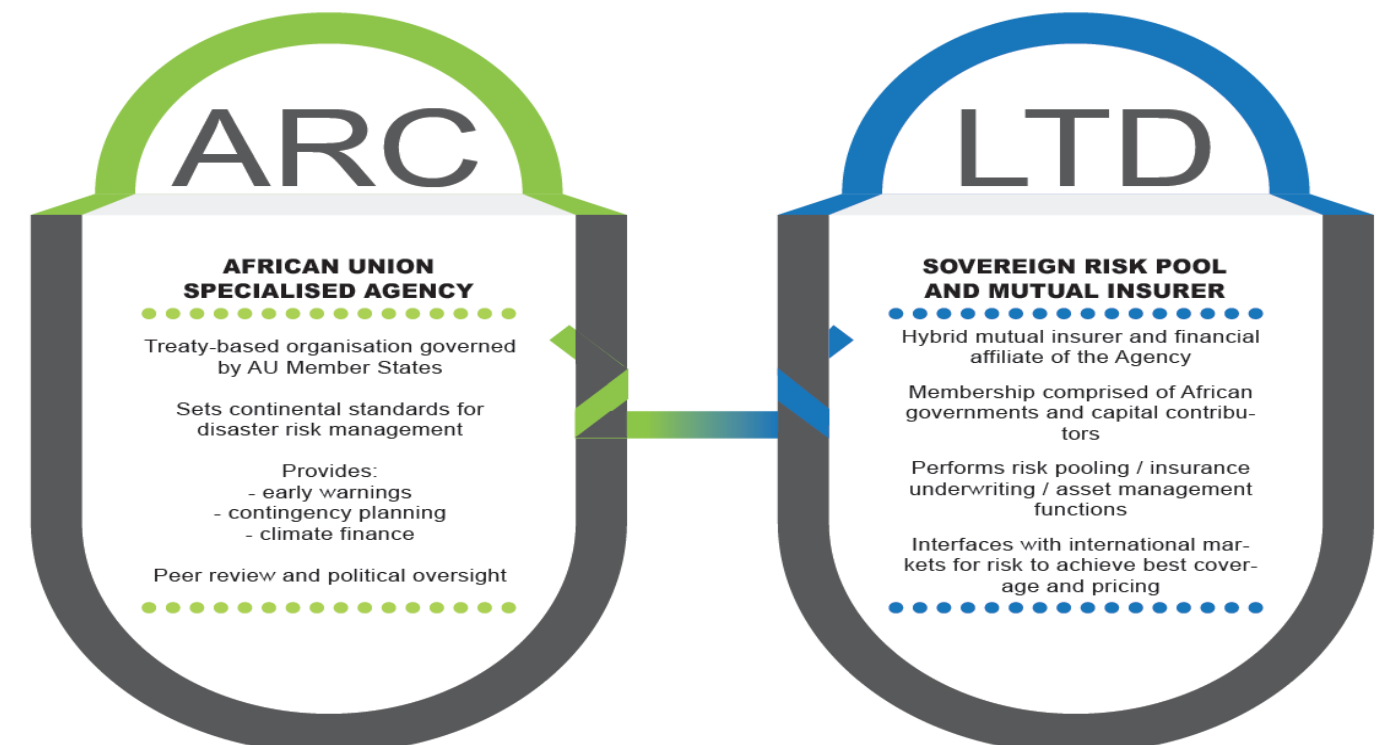 ARC
AFRICAN UNION
SPECIALISED AGENCY
Treaty-based organisation governed
by AU Member States
Sets continental standards for
disaster risk management
Provides:
- early warnings
- contingency planning
- climate finance
Peer review and political oversight
LTD
SOVEREIGN RISK POOL
AND MUTUAL INSURER
Hybrid mutual insurer and financial
affiliate of the Agency
Membership comprised of African
governments and capital contribu-
tors
Performs risk pooling / insurance
underwriting / asset management
functions
Interfaces with international mar-
kets for risk to achieve best cover-
age and pricing